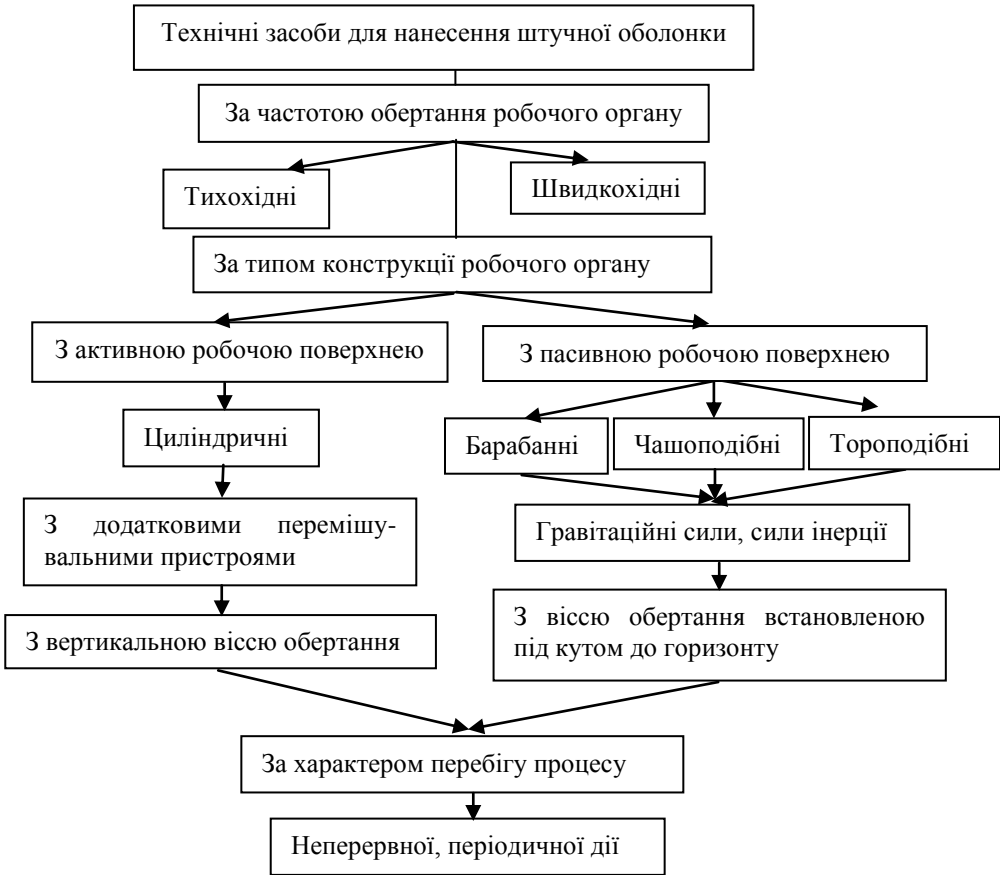 Технічні засоби для нанесення штучної оболонки
За частотою обертання робочого органу
Тихохідні
Швидкохідні
За типом конструкції робочого органу
З активною робочою поверхнею
З пасивною робочою поверхнею
Циліндричні
Барабанні
Чашоподібні
Тороподібні
З додатковими перемішу-
вальними пристроями
Гравітаційні сили, сили інерції
З вертикальною віссю обертання
З віссю обертання встановленою
під кутом до горизонту
За характером перебігу процесу
Неперервної, періодичної дії